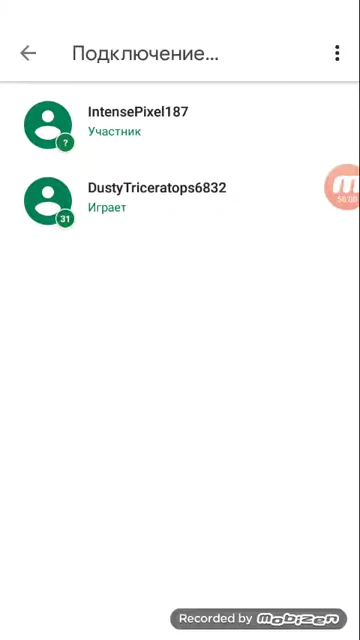 Подключение...
IntensePixel187
Участник
?
DustyTriceratops6832
Играет
31
Recorded by mobizen